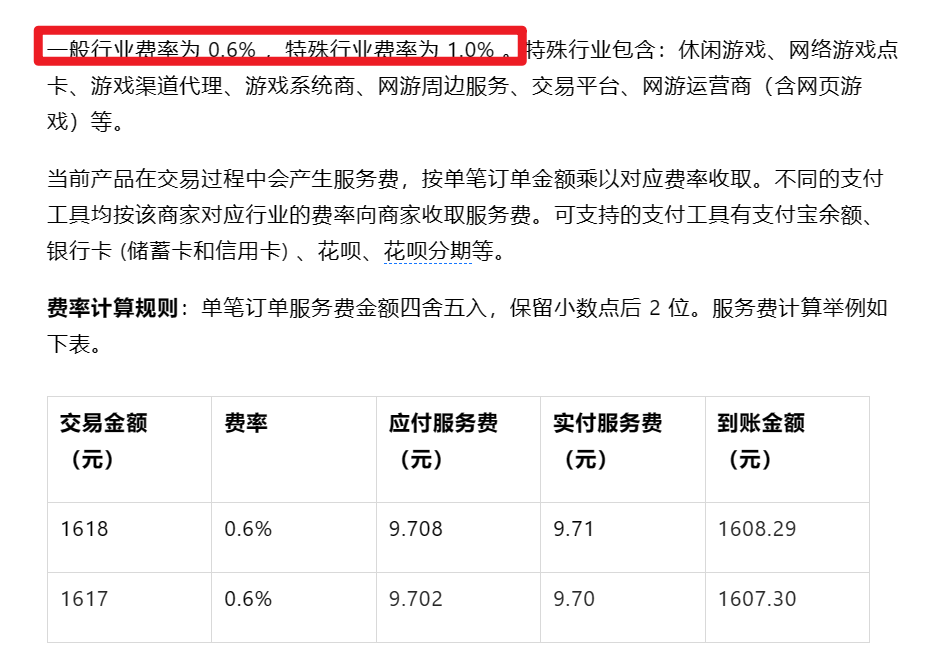 一般行业费率为 0.6% ，特殊行业费率为 1.0% 。特殊行业包含：休闲游戏、网络游戏点
卡、游戏渠道代理、游戏系统商、网游周边服务、交易平台、网游运营商（含网页游
戏）等。
当前产品在交易过程中会产生服务费，按单笔订单金额乘以对应费率收取。不同的支付
工具均按该商家对应行业的费率向商家收取服务费。可支持的支付工具有支付宝余额、
银行卡 (储蓄卡和信用卡) 、花呗、花呗分期等。
费率计算规则：单笔订单服务费金额四舍五入，保留小数点后 2 位。服务费计算举例如
下表。
交易金额（元） 费率 应付服务费（元） 实付服务费（元） 到账金额（元）
1618 0.6% 9.708 9.71 1608.29
1617 0.6% 9.702 9.70 1607.30